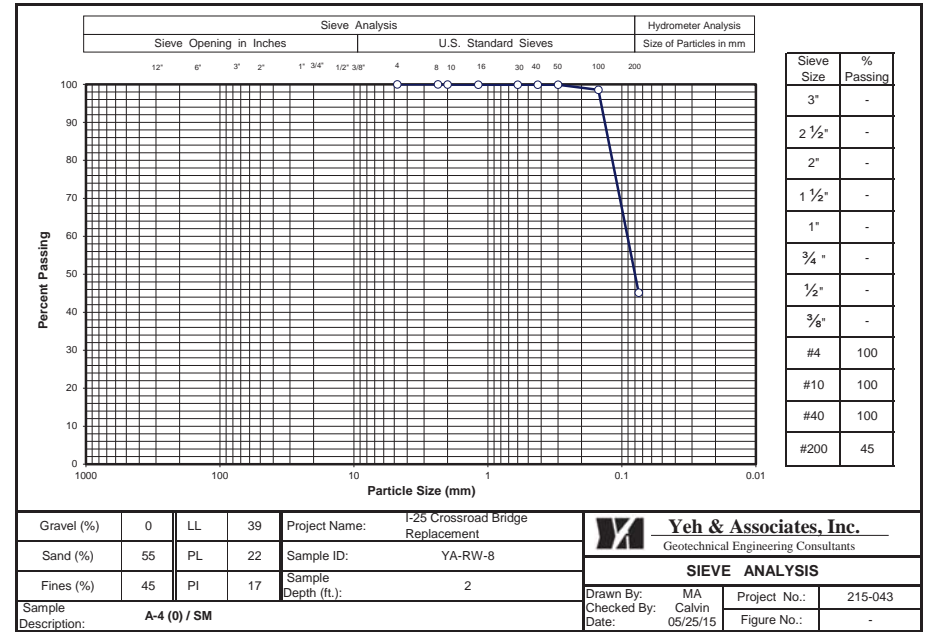 Sieve Analysis
Hydrometer Analysis
Sieve Opening in Inches
U.S. Standard Sieves
Size of Particles in mm
12" 6" 3" 2" 1" 3/4" 1/2" 3/8" 4 8 10 16 30 40 50 100 200
100
90
80
70
60
50
40
30
20
10
0
Percent Passing
1000 100 10 1 0.1 0.01
Particle Size (mm)
Sieve Size % Passing
3" -
2 ½" -
2" -
1 ½" -
1" -
¾ " -
½" -
⅜" -
#4 100
#10 100
#40 100
#200 45
Gravel (%) 0 LL 39 Project Name: I-25 Crossroad Bridge Replacement
Sand (%) 55 PL 22 Sample ID: YA-RW-8
Fines (%) 45 PI 17 Sample Depth (ft.): 2
Sample Description: A-4 (0) / SM
Yeh & Associates, Inc.
Geotechnical Engineering Consultants
SIEVE ANALYSIS
Drawn By: MA
Checked By: Calvin
Date: 05/25/15
Project No.: 215-043
Figure No.: -